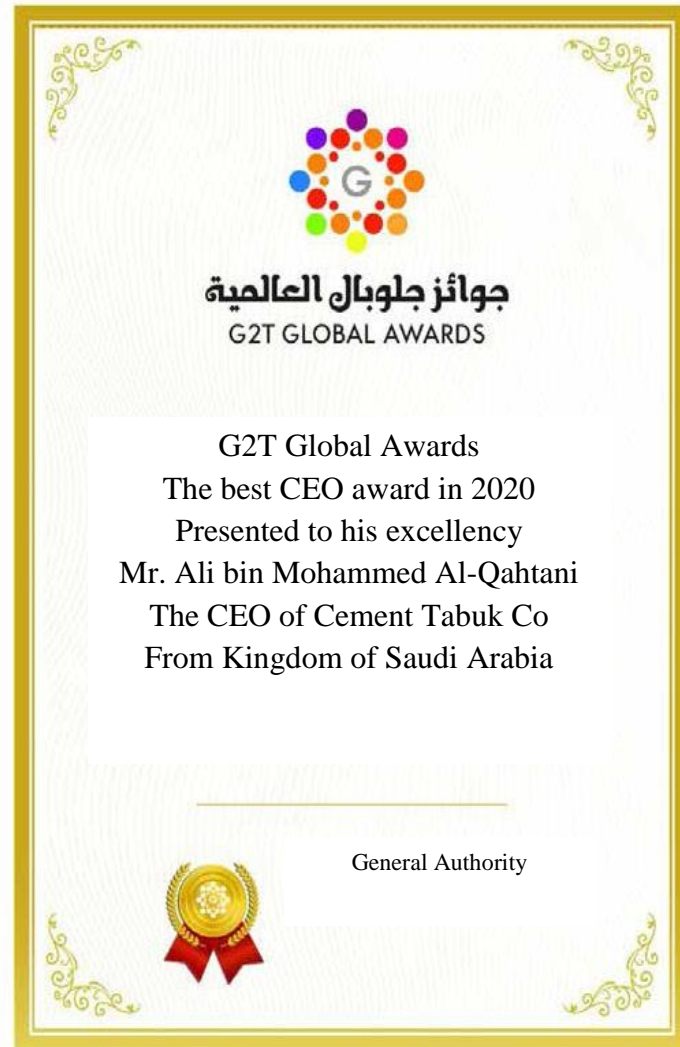 G
جوائز جلوبال العالمية
G2T GLOBAL AWARDS
G2T Global Awards
The best CEO award in 2020
Presented to his excellency
Mr. Ali bin Mohammed Al-Qahtani
The CEO of Cement Tabuk Co
From Kingdom of Saudi Arabia
General Authority